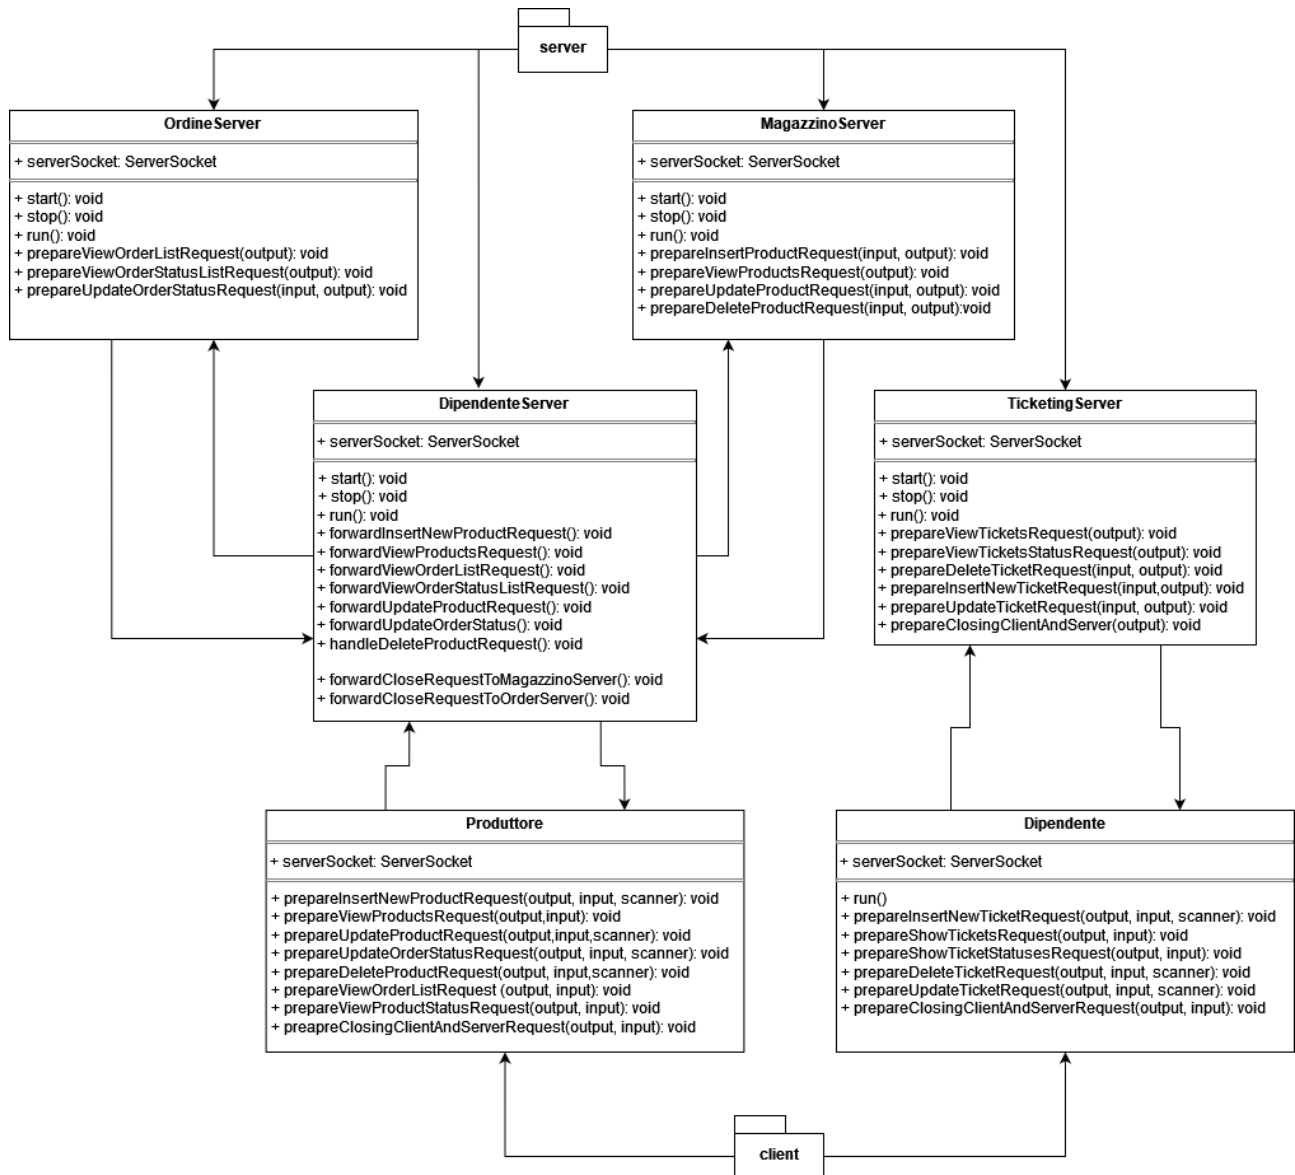 server
OrdineServer
+ serverSocket: ServerSocket
+ start(): void
+ stop(): void
+ run(): void
+ prepareViewOrderListRequest(output): void
+ prepareViewOrderStatusListRequest(output): void
+ prepareUpdateOrderStatusRequest(input, output): void
MagazzinoServer
+ serverSocket: ServerSocket
+ start(): void
+ stop(): void
+ run(): void
+ prepareInsertProductRequest(input, output): void
+ prepareViewProductsRequest(output): void
+ prepareUpdateProductRequest(input, output): void
+ prepareDeleteProductRequest(input, output):void
DipendenteServer
+ serverSocket: ServerSocket
+ start(): void
+ stop(): void
+ run(): void
+ forwardInsertNewProductRequest(): void
+ forwardViewProductsRequest(): void
+ forwardViewOrderListRequest(): void
+ forwardViewOrderStatusListRequest(): void
+ forwardUpdateProductRequest(): void
+ forwardUpdateOrderStatus(): void
+ handleDeleteProductRequest(): void
+ forwardCloseRequestToMagazzinoServer(): void
+ forwardCloseRequestToOrderServer(): void
TicketingServer
+ serverSocket: ServerSocket
+ start(): void
+ stop(): void
+ run(): void
+ prepareViewTicketsRequest(output): void
+ prepareViewTicketsStatusRequest(output): void
+ prepareDeleteTicketRequest(input, output): void
+ prepareInsertNewTicketRequest(input,output): void
+ prepareUpdateTicketRequest(input, output): void
+ prepareClosingClientAndServer(output): void
Produttore
+ serverSocket: ServerSocket
+ prepareInsertNewProductRequest(output, input, scanner): void
+ prepareViewProductsRequest(output,input): void
+ prepareUpdateProductRequest(output,input,scanner): void
+ prepareUpdateOrderStatusRequest(output, input, scanner): void
+ prepareDeleteProductRequest(output, input,scanner): void
+ prepareViewOrderListRequest (output, input): void
+ prepareViewProductStatusRequest(output, input): void
+ preapreClosingClientAndServerRequest(output, input): void
Dipendente
+ serverSocket: ServerSocket
+ run()
+ prepareInsertNewTicketRequest(output, input, scanner): void
+ prepareShowTicketsRequest(output, input): void
+ prepareShowTicketStatusesRequest(output, input): void
+ prepareDeleteTicketRequest(output, input, scanner): void
+ prepareUpdateTicketRequest(output, input, scanner): void
+ prepareClosingClientAndServerRequest(output, input): void
client